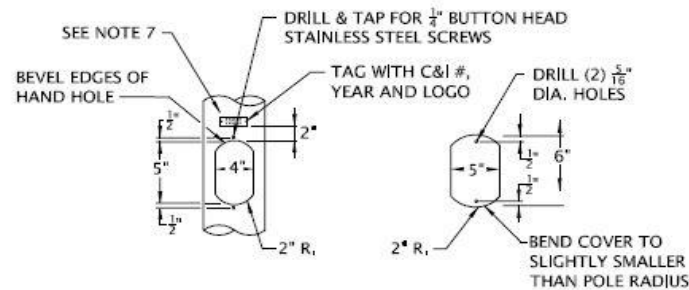 SEE NOTE 7
DRILL & TAP FOR 1/4" BUTTON HEAD
STAINLESS STEEL SCREWS
BEVEL EDGES OF
HAND HOLE
TAG WITH C&I #,
YEAR AND LOGO
1/2"
2"
5"
4"
1/2"
2" R.
DRILL (2) 5/16"
DIA. HOLES
1/2"
6"
5"
1/2"
2" R.
BEND COVER TO
SLIGHTLY SMALLER
THAN POLE RADIUS